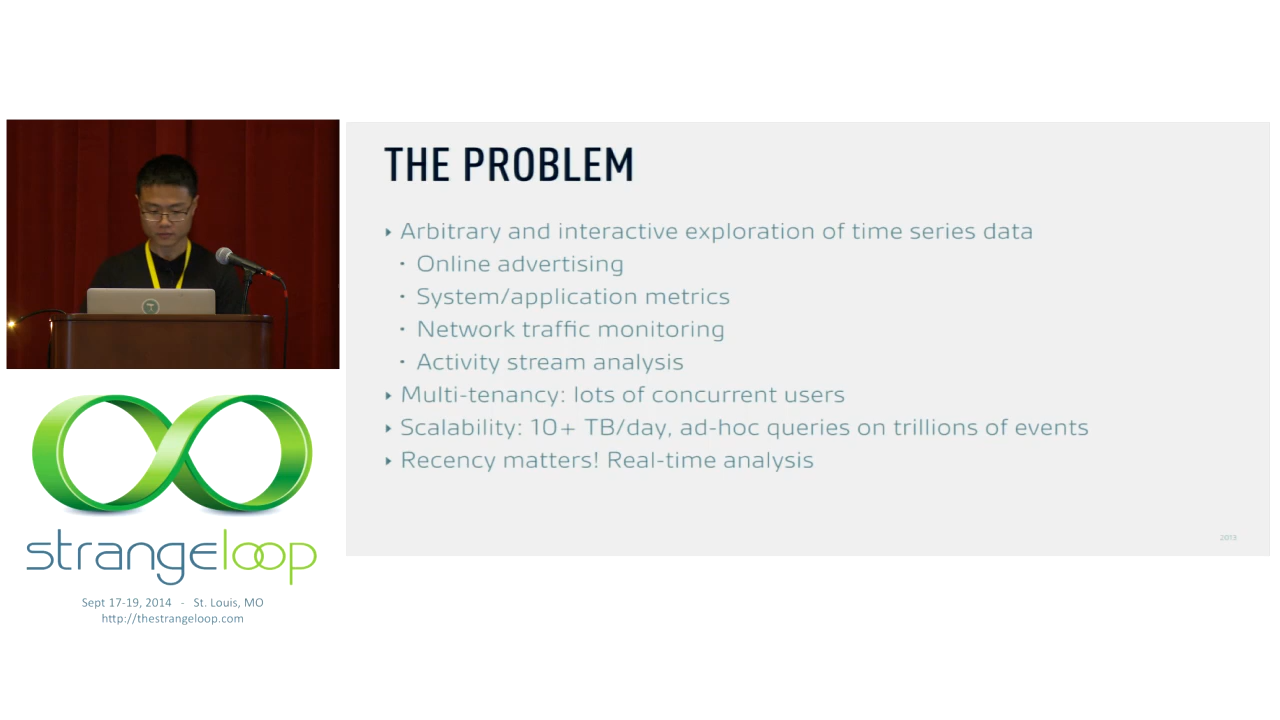 THE PROBLEM
Arbitrary and interactive exploration of time series data
Online advertising
System/application metrics
Network traffic monitoring
Activity stream analysis
Multi-tenancy: lots of concurrent users
Scalability: 10+ TB/day, ad-hoc queries on trillions of events
Recency matters! Real-time analysis
2013
strangeloop
Sept 17-19, 2014 - St. Louis, MO
http://thestrangeloop.com